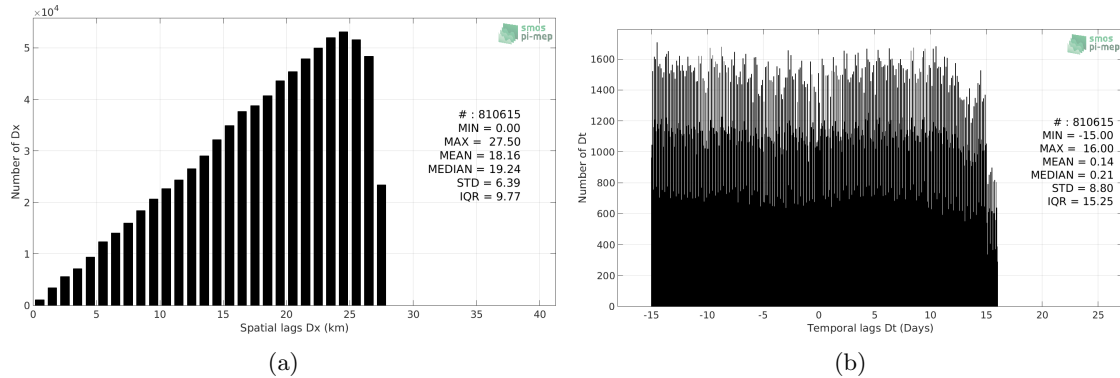 ×10⁴
5
4
3
2
1
0
Number of Dx
0 5 10 15 20 25 30 35 40
Spatial lags Dx (km)
smos
pi-mep
# : 810615
MIN = 0.00
MAX = 27.50
MEAN = 18.16
MEDIAN = 19.24
STD = 6.39
IQR = 9.77
(a)
1600
1400
1200
1000
800
600
400
200
0
Number of Dt
-15 -10 -5 0 5 10 15 20 25
Temporal lags Dt (Days)
smos
pi-mep
# : 810615
MIN = -15.00
MAX = 16.00
MEAN = 0.14
MEDIAN = 0.21
STD = 8.80
IQR = 15.25
(b)